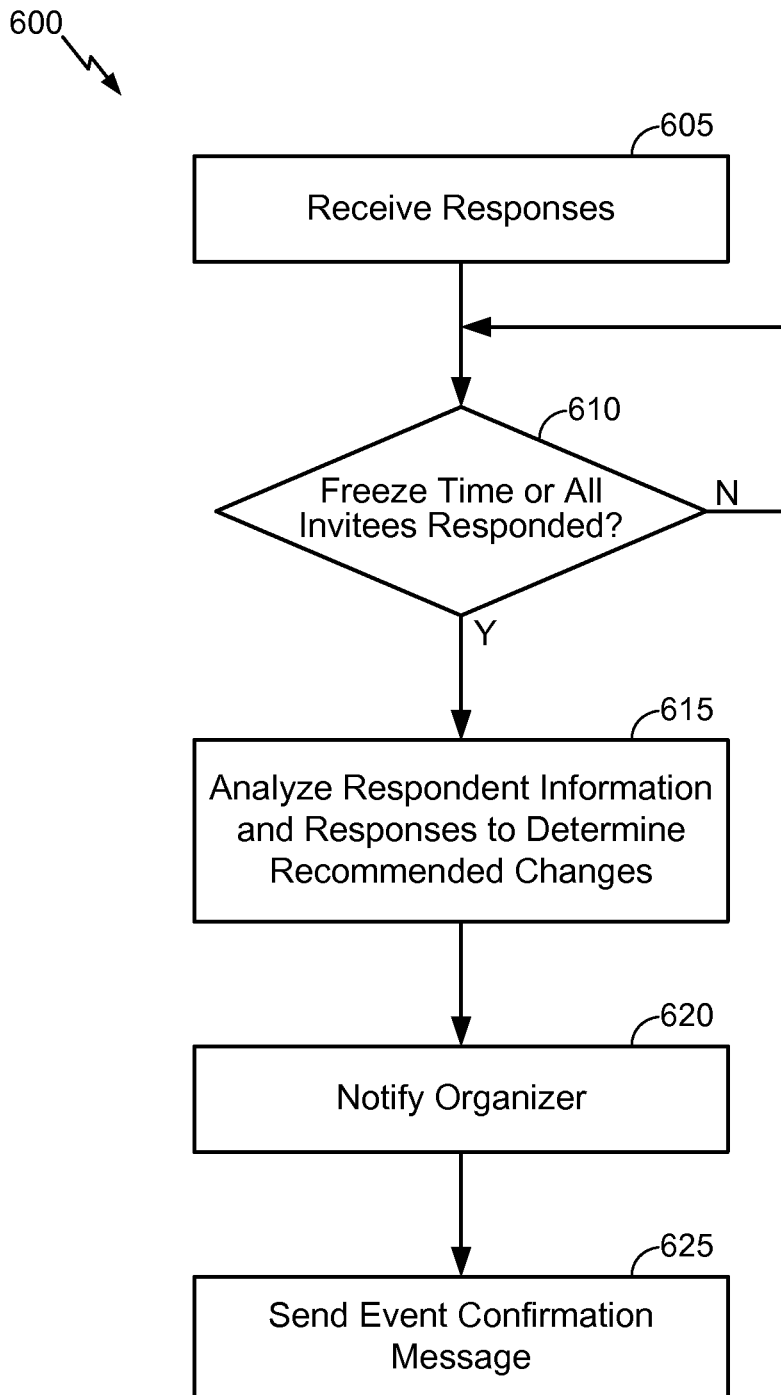 600
605
Receive Responses
610
Freeze Time or All
Invitees Responded?
N
Y
615
Analyze Respondent Information
and Responses to Determine
Recommended Changes
620
Notify Organizer
625
Send Event Confirmation
Message